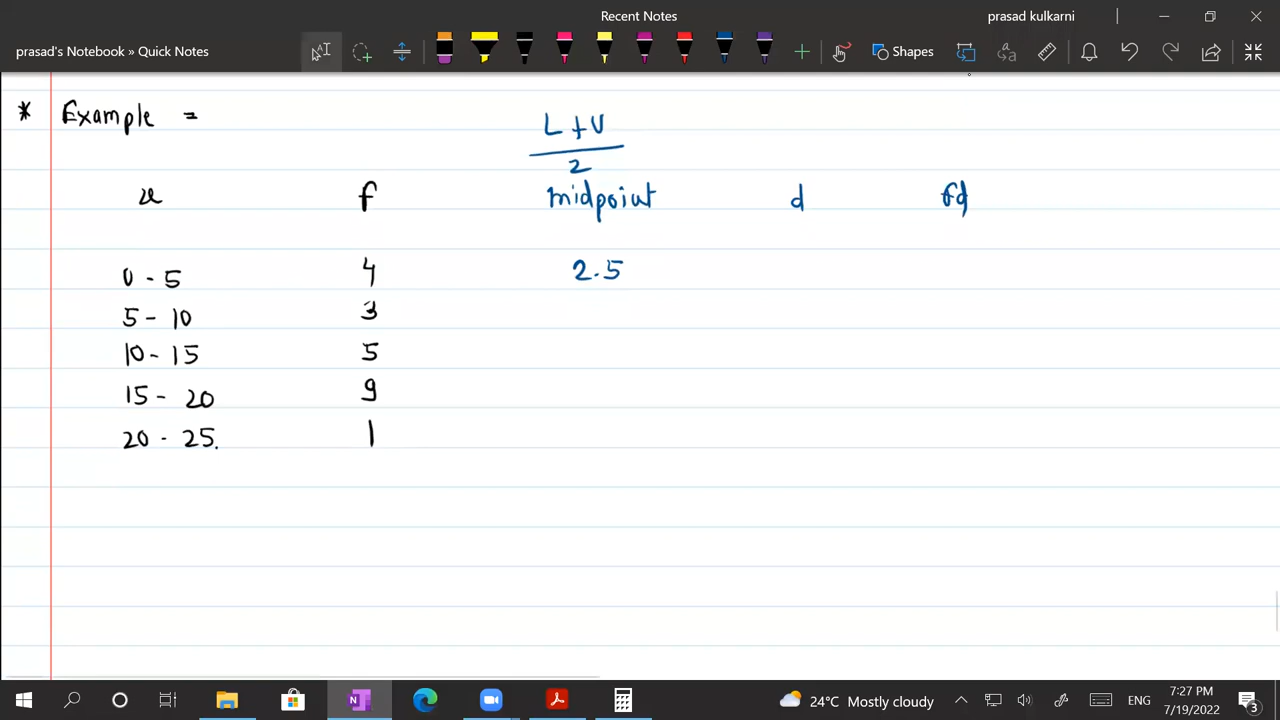 Recent Notes
prasad kulkarni
prasad's Notebook » Quick Notes
Shapes
* Example =
L + U
2
x f midpoint d fd
0 - 5 4 2.5
5 - 10 3
10 - 15 5
15 - 20 9
20 - 25. 1
24°C Mostly cloudy
ENG
7:27 PM
7/19/2022
3